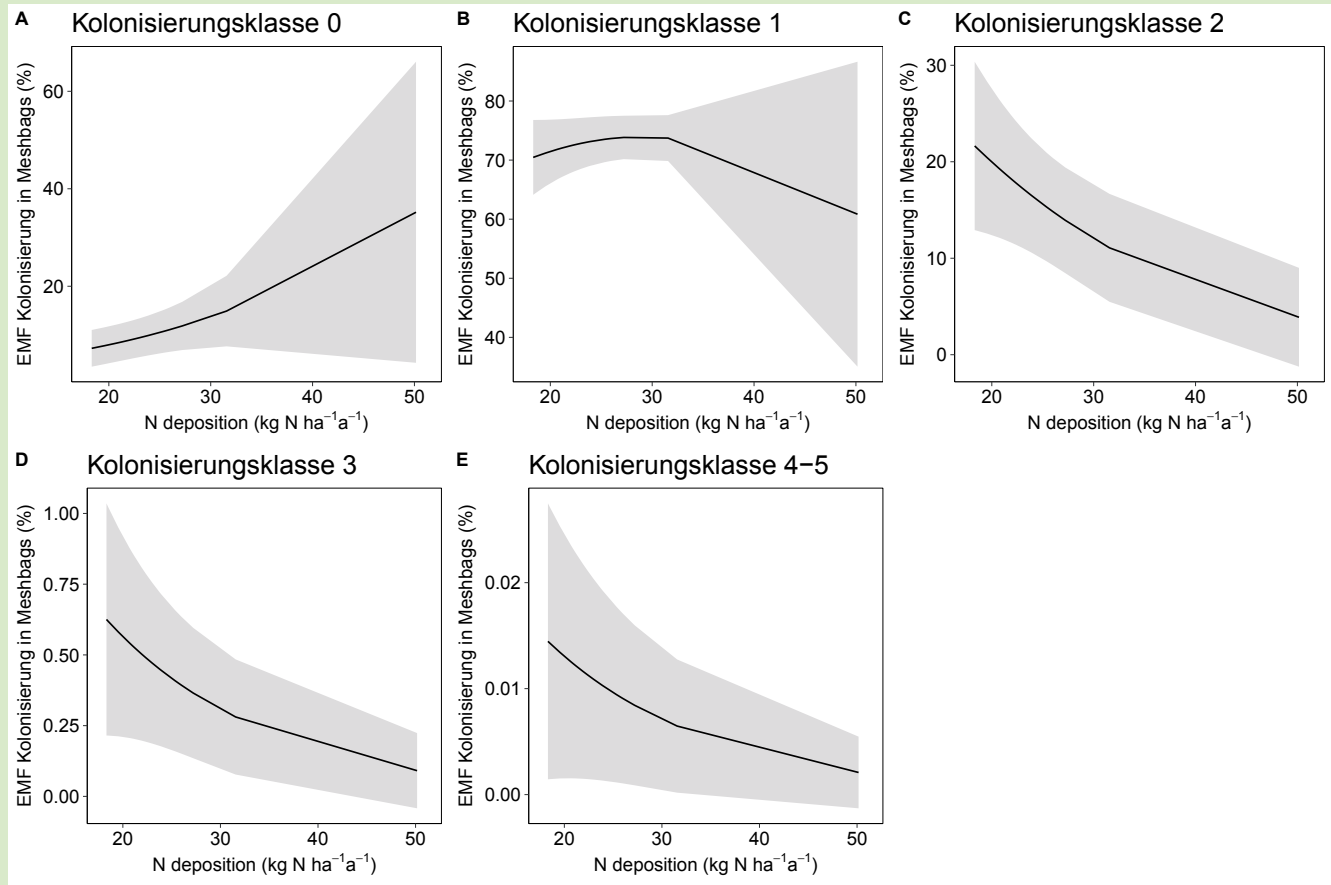 A Kolonisierungsklasse 0
EMF Kolonisierung in Meshbags (%)
60
40
20
20 30 40 50
N deposition (kg N ha⁻¹a⁻¹)
B Kolonisierungsklasse 1
EMF Kolonisierung in Meshbags (%)
80
70
60
50
40
20 30 40 50
N deposition (kg N ha⁻¹a⁻¹)
C Kolonisierungsklasse 2
EMF Kolonisierung in Meshbags (%)
30
20
10
0
20 30 40 50
N deposition (kg N ha⁻¹a⁻¹)
D Kolonisierungsklasse 3
EMF Kolonisierung in Meshbags (%)
1.00
0.75
0.50
0.25
0.00
20 30 40 50
N deposition (kg N ha⁻¹a⁻¹)
E Kolonisierungsklasse 4−5
EMF Kolonisierung in Meshbags (%)
0.02
0.01
0.00
20 30 40 50
N deposition (kg N ha⁻¹a⁻¹)